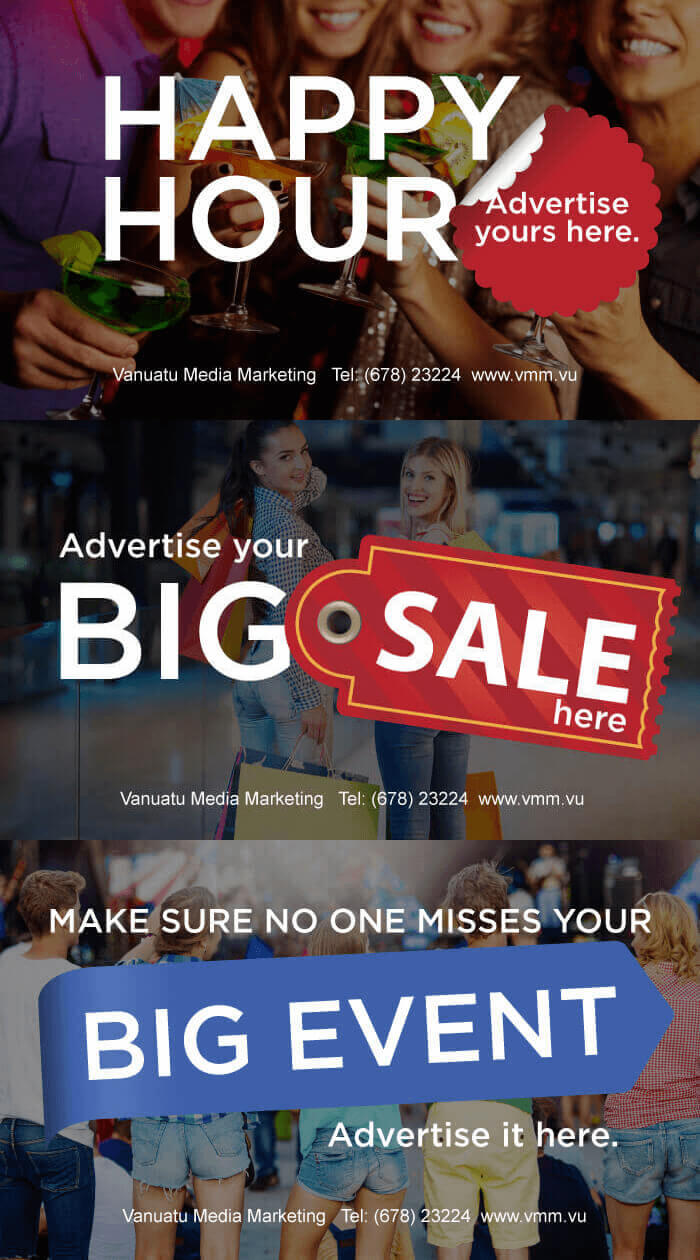 HAPPY
HOUR
Advertise
yours here.
Vanuatu Media Marketing   Tel: (678) 23224  www.vmm.vu
Advertise your
BIG
SALE
here
Vanuatu Media Marketing   Tel: (678) 23224  www.vmm.vu
MAKE SURE NO ONE MISSES YOUR
BIG EVENT
Advertise it here.
Vanuatu Media Marketing   Tel: (678) 23224  www.vmm.vu